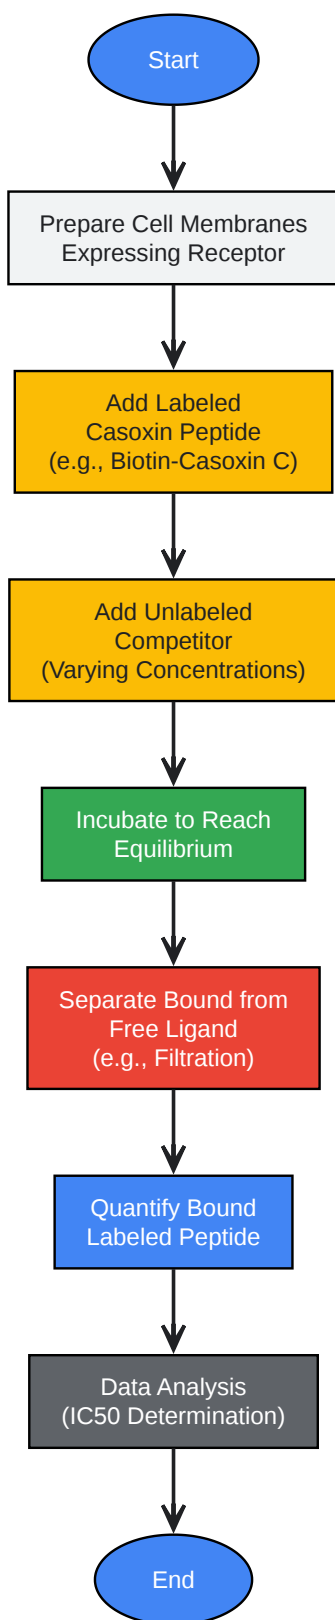 Start
Prepare Cell Membranes
Expressing Receptor
Add Labeled
Casoxin Peptide
(e.g., Biotin-Casoxin C)
Add Unlabeled
Competitor
(Varying Concentrations)
Incubate to Reach
Equilibrium
Separate Bound from
Free Ligand
(e.g., Filtration)
Quantify Bound
Labeled Peptide
Data Analysis
(IC50 Determination)
End